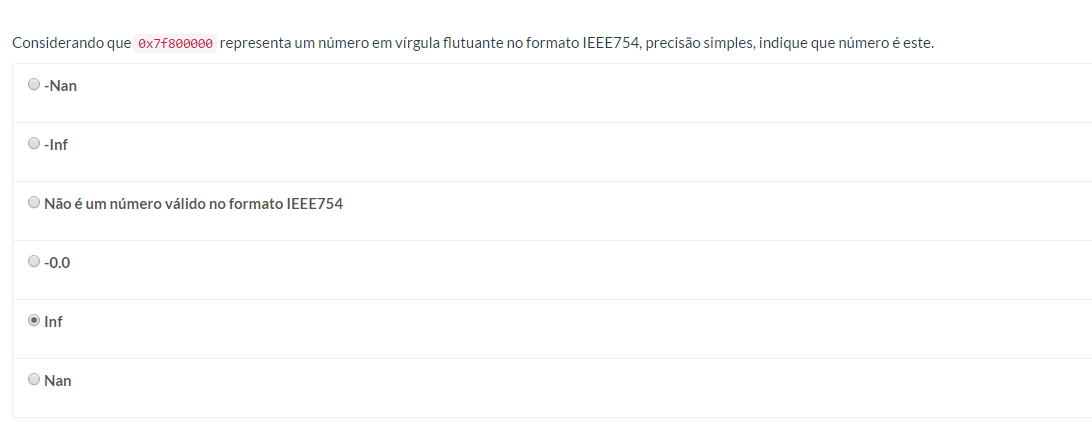 Considerando que 0x7f800000 representa um número em vírgula flutuante no formato IEEE754, precisão simples, indique que número é este.
-Nan
-Inf
Não é um número válido no formato IEEE754
-0.0
Inf
Nan